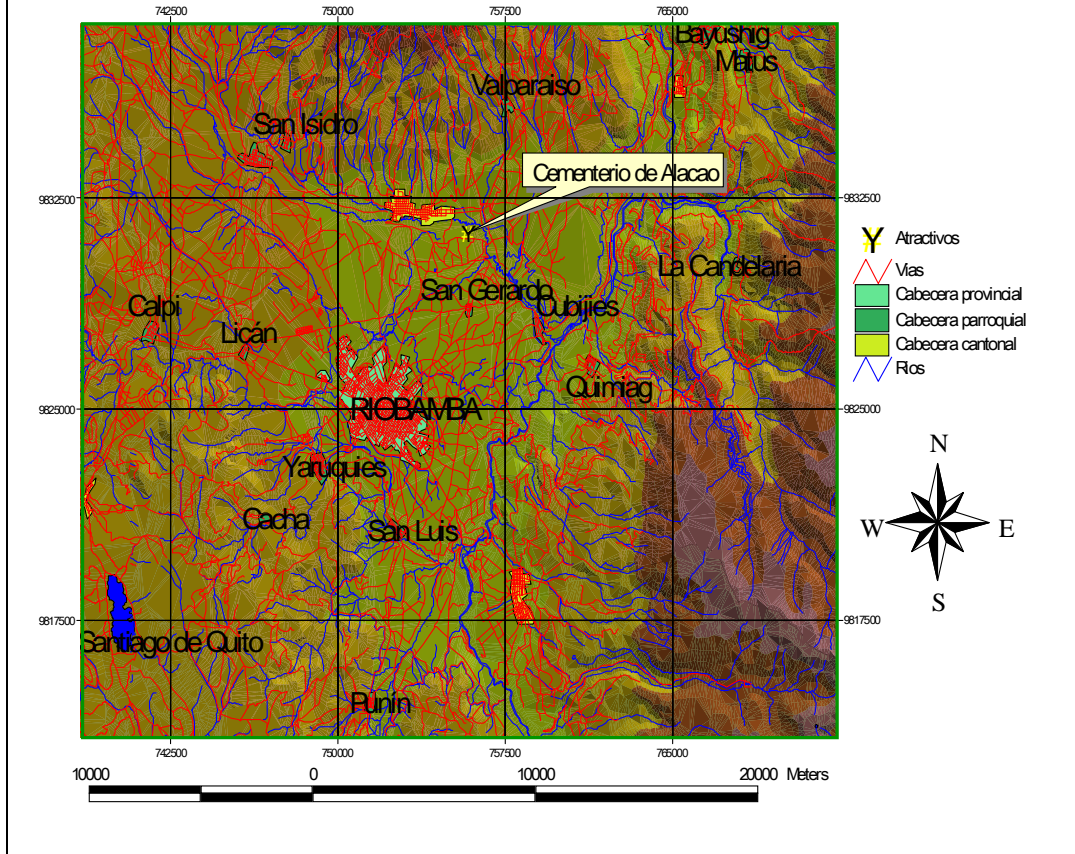 742500 750000 757500 765000
Bayushig
Matus
Valparaiso
San Isidro
Cementerio de Alacao
9832500 9832500
Y Atractivos
La Candelaria
Vias
San Gerardo
Cabecera provincial
Calpi
Cubijies
Licán
Cabecera parroquial
Cabecera cantonal
Rios
Quimiag
RIOBAMBA
9825000 9825000
N
Yaruquies
Cacha
San Luis
W E
S
9817500 9817500
Santiago de Quito
Punin
742500 750000 757500 765000
10000 0 10000 20000 Meters